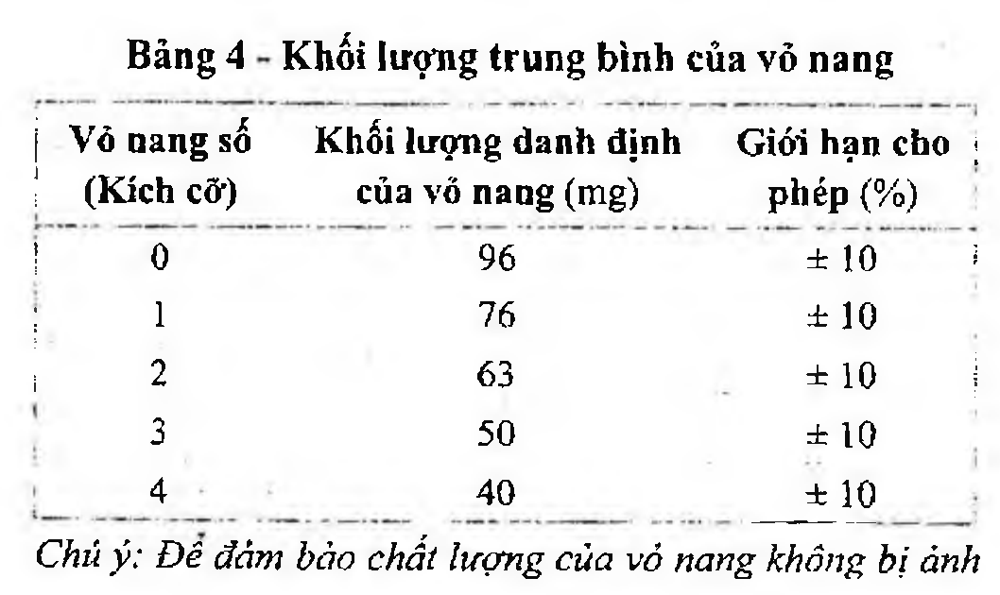 Bảng 4 - Khối lượng trung bình của vỏ nang
Vỏ nang số Khối lượng danh định Giới hạn cho
(Kích cỡ) của vỏ nang (mg) phép (%)
0 96 ± 10
1 76 ± 10
2 63 ± 10
3 50 ± 10
4 40 ± 10
Chú ý: Để đảm bảo chất lượng của vỏ nang không bị ảnh